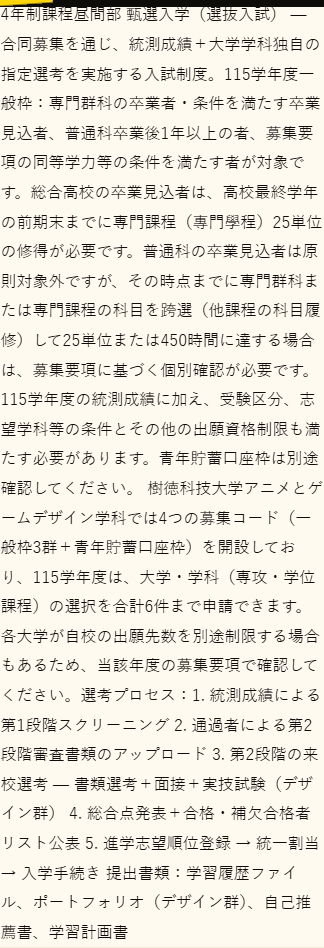 4年制課程昼間部 甄選入学（選抜入試） —
合同募集を通じ、統測成績＋大学学科独自の
指定選考を実施する入試制度。115学年度一
般枠：専門群科の卒業者・条件を満たす卒業
見込者、普通科卒業後1年以上の者、募集要
項の同等学力等の条件を満たす者が対象で
す。総合高校の卒業見込者は、高校最終学年
の前期末までに専門課程（専門學程）25単位
の修得が必要です。普通科の卒業見込者は原
則対象外ですが、その時点までに専門群科ま
たは専門課程の科目を跨選（他課程の科目履
修）して25単位または450時間に達する場合
は、募集要項に基づく個別確認が必要です。
115学年度の統測成績に加え、受験区分、志
望学科等の条件とその他の出願資格制限も満
たす必要があります。青年貯蓄口座枠は別途
確認してください。 樹徳科技大学アニメとゲ
ームデザイン学科では4つの募集コード（一
般枠3群＋青年貯蓄口座枠）を開設してお
り、115学年度は、大学・学科（専攻・学位
課程）の選択を合計6件まで申請できます。
各大学が自校の出願先数を別途制限する場合
もあるため、当該年度の募集要項で確認して
ください。選考プロセス：1. 統測成績による
第1段階スクリーニング 2. 通過者による第2
段階審査書類のアップロード 3. 第2段階の来
校選考 — 書類選考＋面接＋実技試験（デザ
イン群） 4. 総合点発表＋合格・補欠合格者
リスト公表 5. 進学志望順位登録 → 統一割当
→ 入学手続き 提出書類：学習履歴ファイ
ル、ポートフォリオ（デザイン群）、自己推
薦書、学習計画書